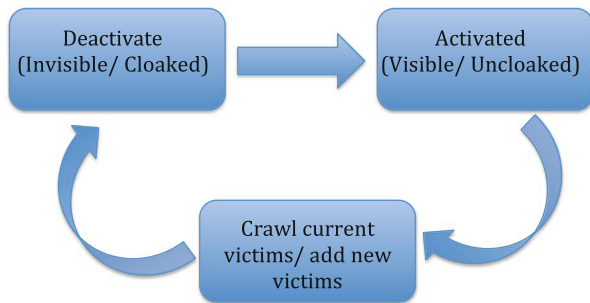 Deactivate
(Invisible/ Cloaked)
Activated
(Visible/ Uncloaked)
Crawl current
victims/ add new
victims